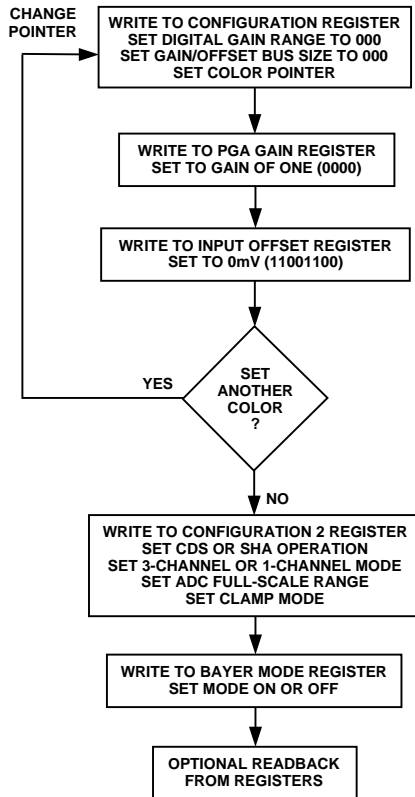 CHANGE
POINTER
WRITE TO CONFIGURATION REGISTER
SET DIGITAL GAIN RANGE TO 000
SET GAIN/OFFSET BUS SIZE TO 000
SET COLOR POINTER
WRITE TO PGA GAIN REGISTER
SET TO GAIN OF ONE (0000)
WRITE TO INPUT OFFSET REGISTER
SET TO 0mV (11001100)
YES
SET
ANOTHER
COLOR
?
NO
WRITE TO CONFIGURATION 2 REGISTER
SET CDS OR SHA OPERATION
SET 3-CHANNEL OR 1-CHANNEL MODE
SET ADC FULL-SCALE RANGE
SET CLAMP MODE
WRITE TO BAYER MODE REGISTER
SET MODE ON OR OFF
OPTIONAL READBACK
FROM REGISTERS